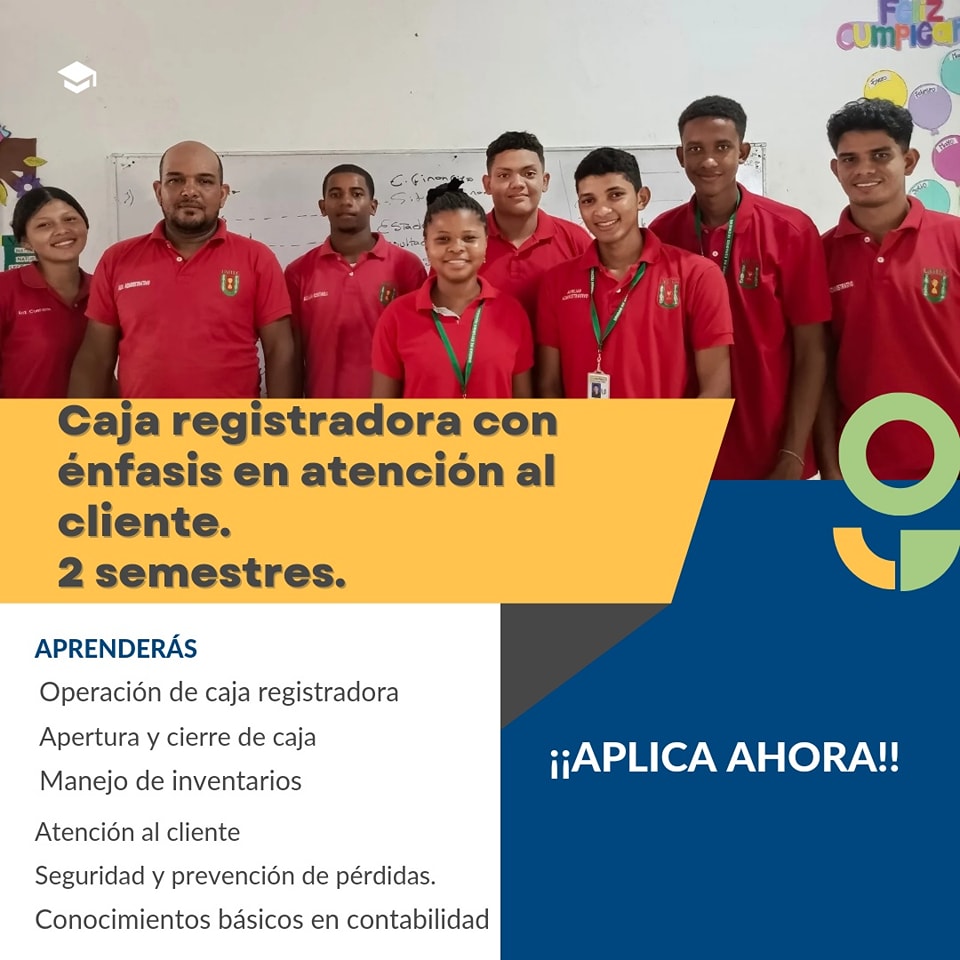 Feliz
Caja registradora con
énfasis en atención al
cliente.
2 semestres.
APRENDERÁS
Operación de caja registradora
Apertura y cierre de caja
Manejo de inventarios
Atención al cliente
Seguridad y prevención de pérdidas.
Conocimientos básicos en contabilidad
¡¡APLICA AHORA!!